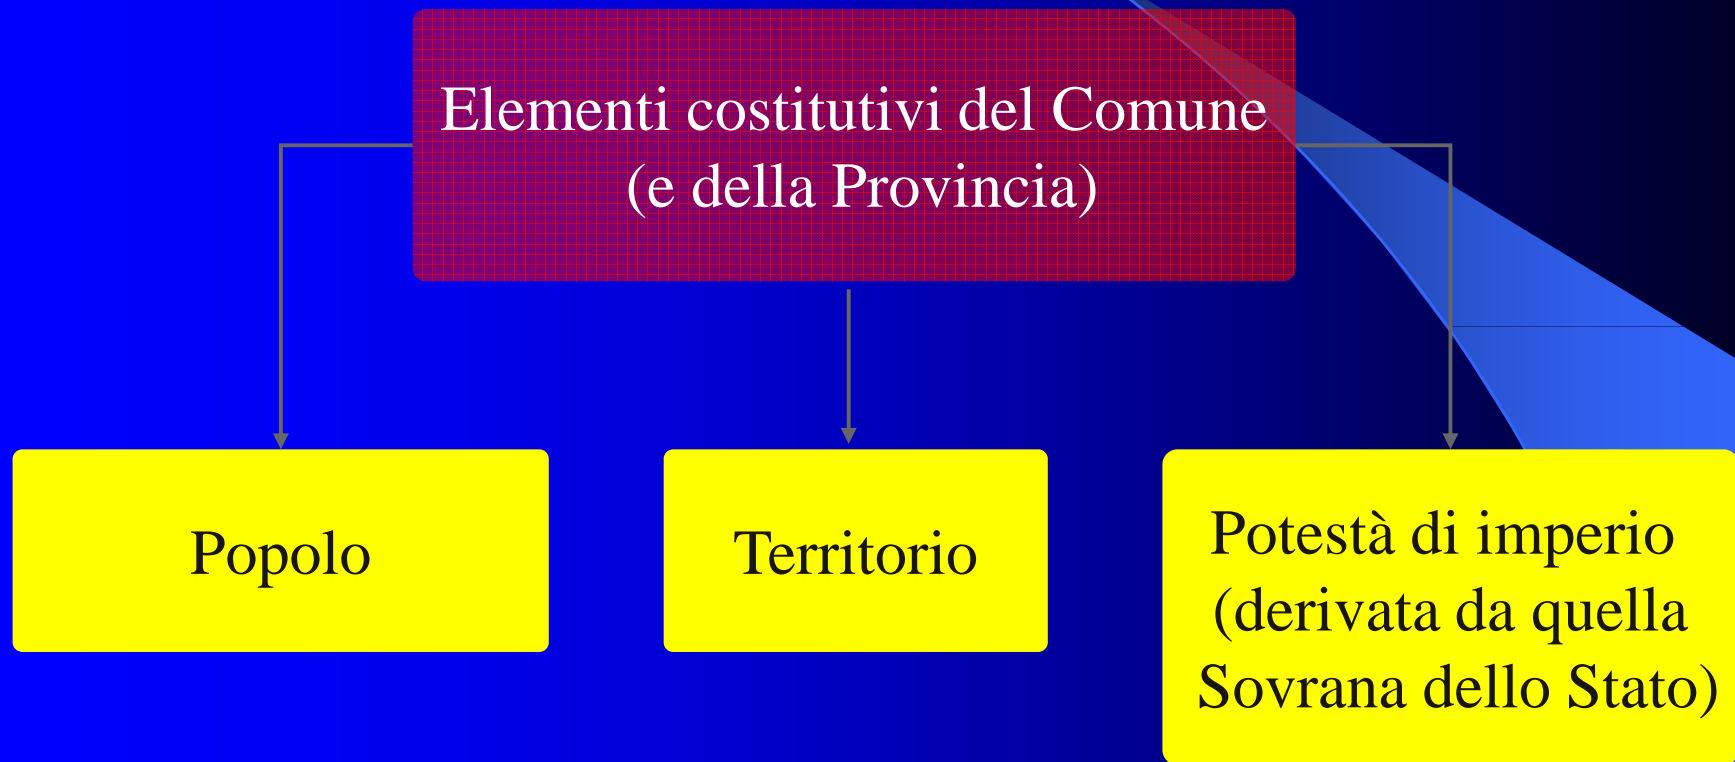 Elementi costitutivi del Comune
(e della Provincia)
Popolo
Territorio
Potestà di imperio
(derivata da quella
Sovrana dello Stato)